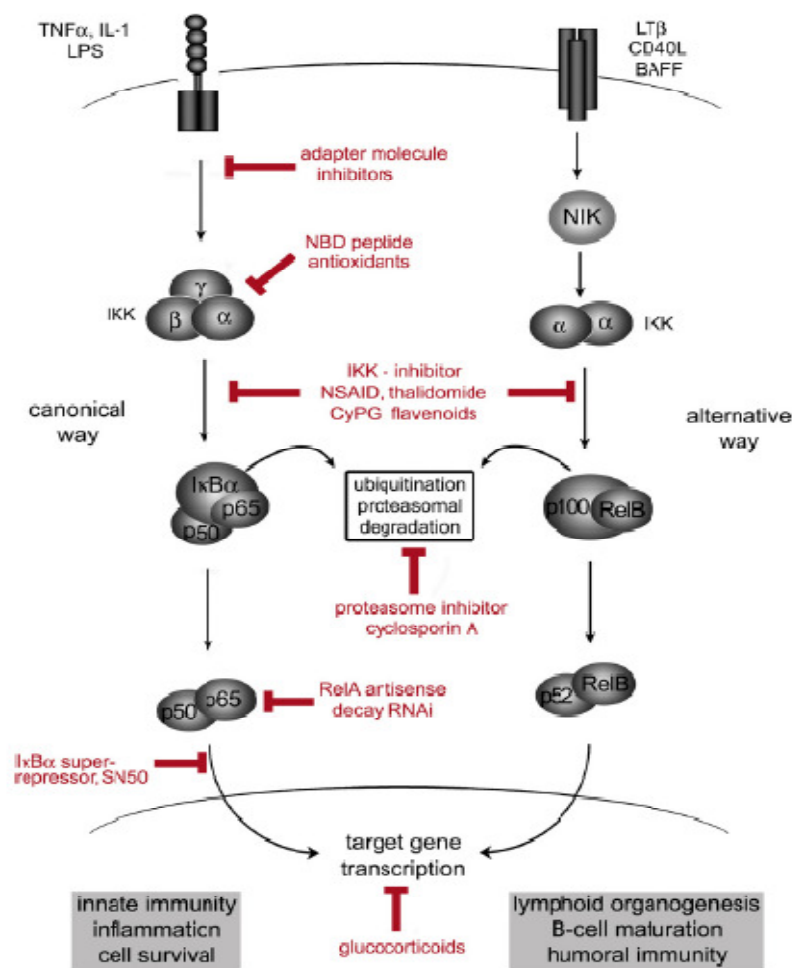 TNFα, IL-1
LPS
LTβ
CD40L
BAFF
adapter molecule
inhibitors
NIK
NBD peptide
antioxidants
γ
IKK
β
α
α
α
IKK
IKK - inhibitor
NSAID, thalidomide
CyPG flavenoids
canonical
way
alternative
way
IκBα
p65
p50
ubiquitination
proteasomal
degradation
p100
RelB
proteasome inhibitor
cyclosporin A
p50
p65
RelA artisense
decay RNAi
p52
RelB
IκBα super-
repressor, SN50
target gene
transcription
innate immunity
inflammation
cell survival
glucocorticoids
lymphoid organogenesis
B-cell maturation
humoral immunity